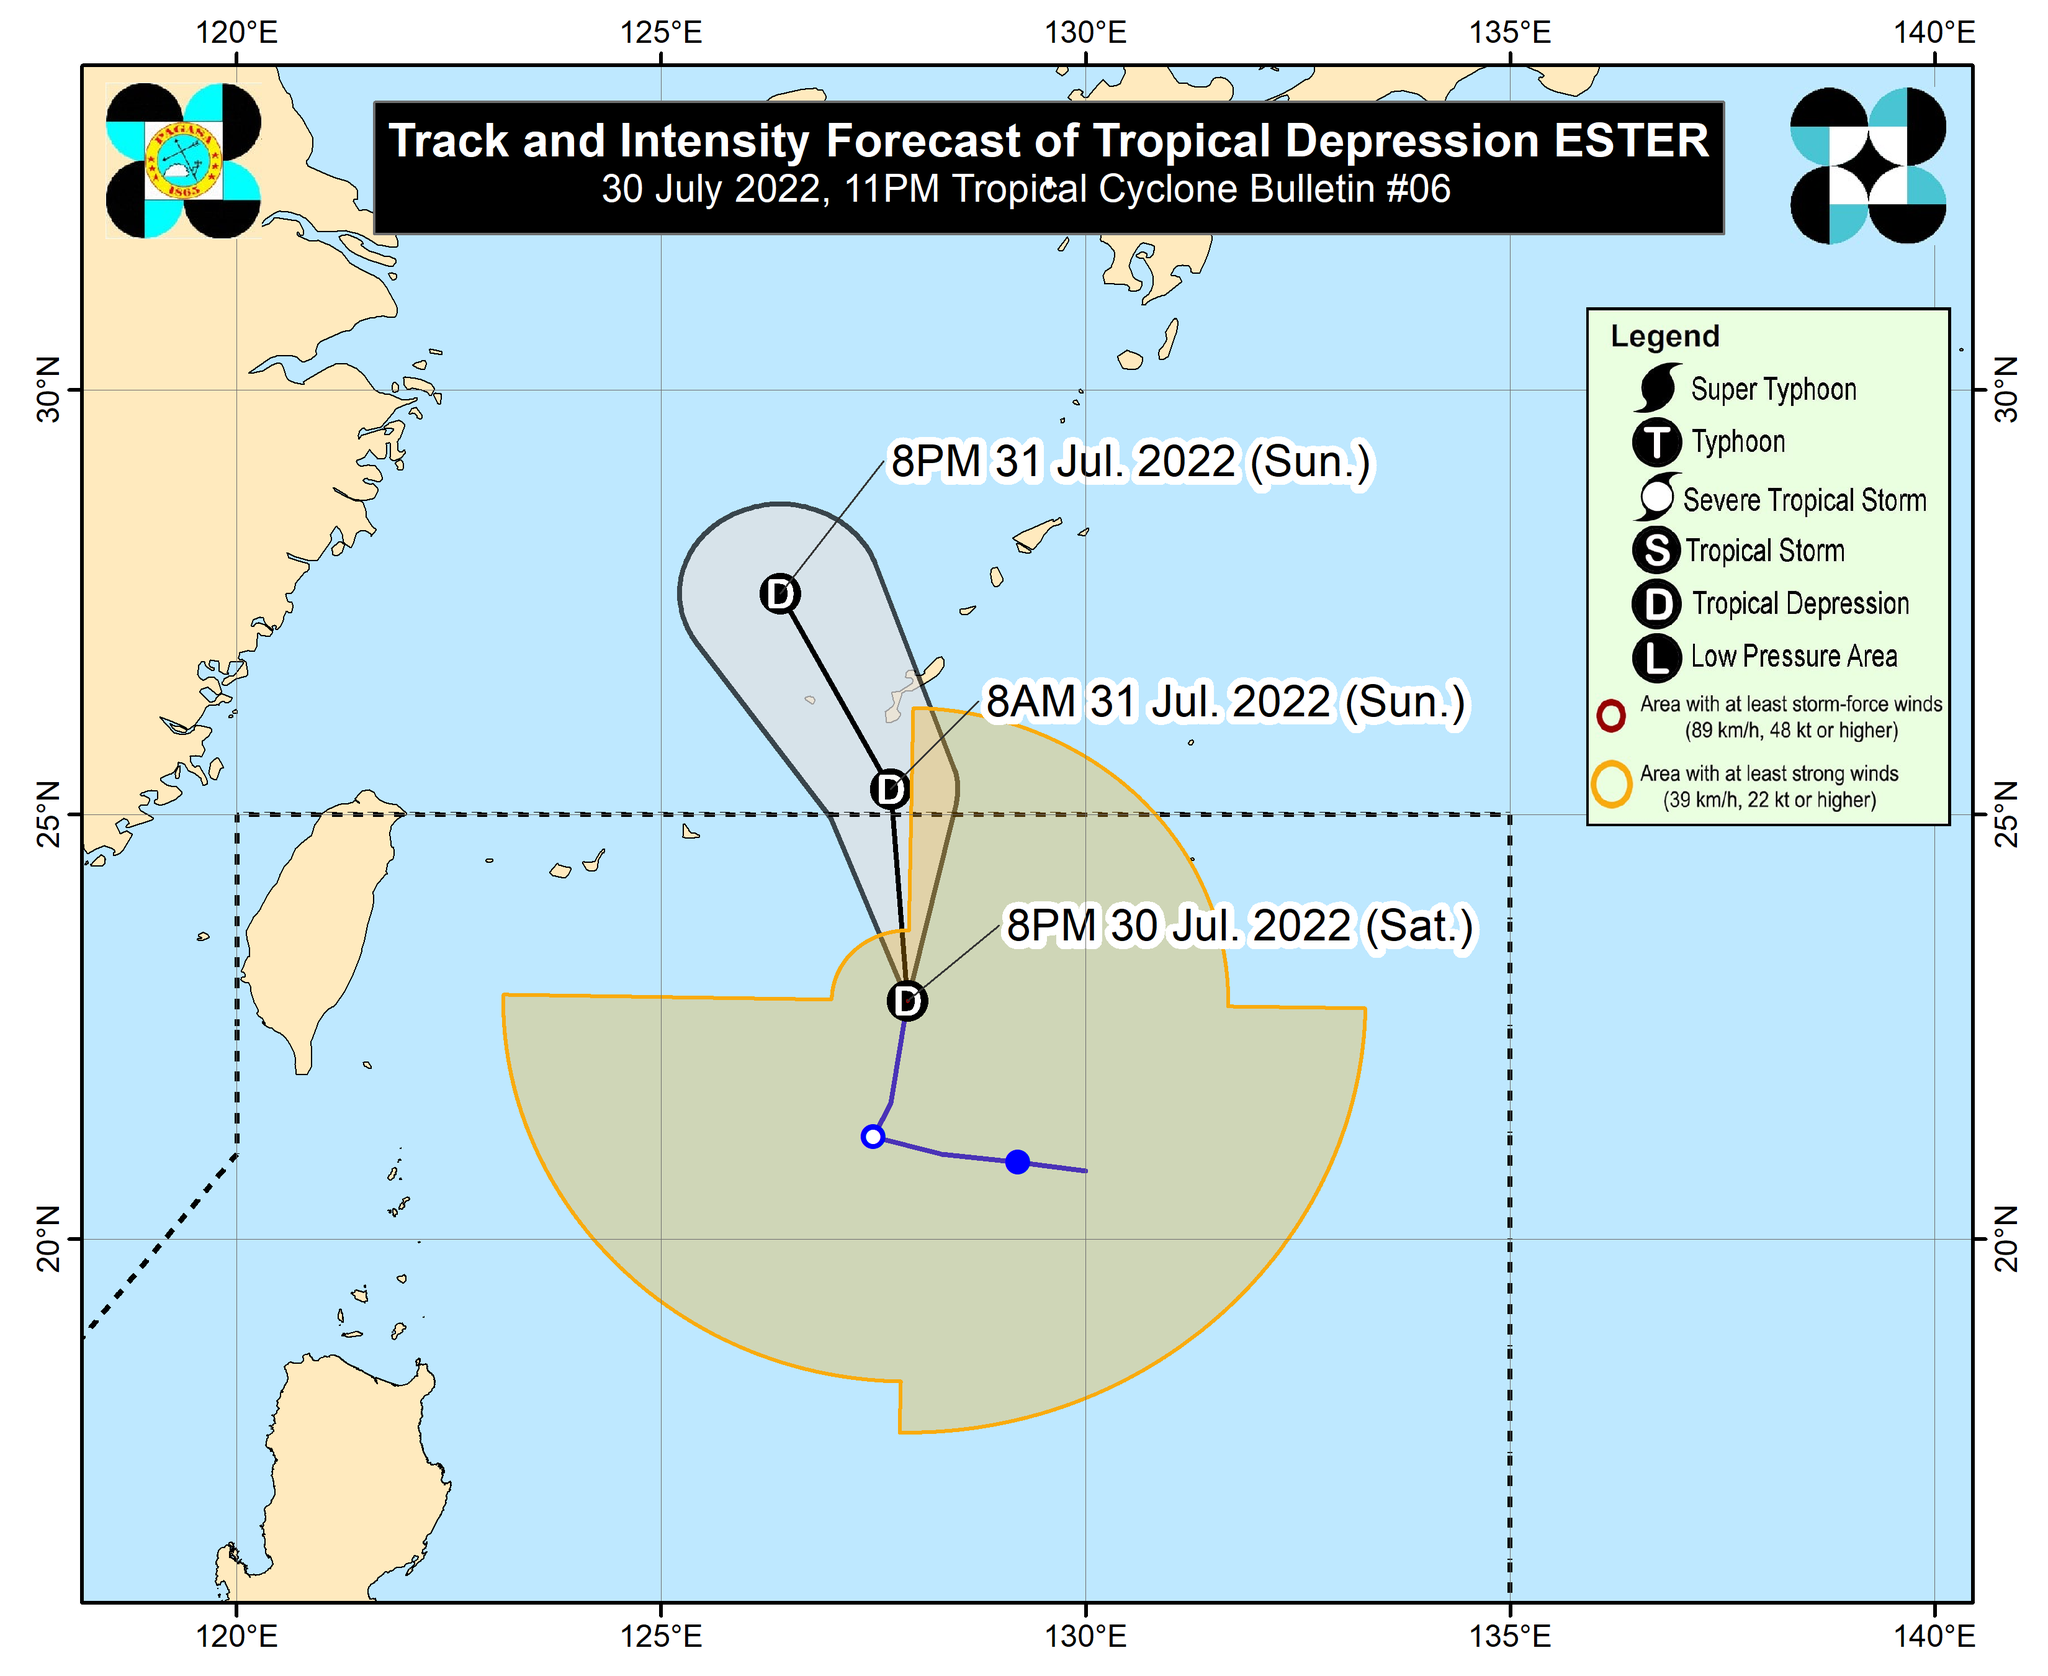 120°E 125°E 130°E 135°E 140°E
PAGASA
1865
Track and Intensity Forecast of Tropical Depression ESTER
30 July 2022, 11PM Tropical Cyclone Bulletin #06
Legend
Super Typhoon
T Typhoon
Severe Tropical Storm
S Tropical Storm
D Tropical Depression
L Low Pressure Area
Area with at least storm-force winds
(89 km/h, 48 kt or higher)
Area with at least strong winds
(39 km/h, 22 kt or higher)
30°N 30°N
8PM 31 Jul. 2022 (Sun.)
D
8AM 31 Jul. 2022 (Sun.)
D
25°N 25°N
8PM 30 Jul. 2022 (Sat.)
D
20°N 20°N
120°E 125°E 130°E 135°E 140°E